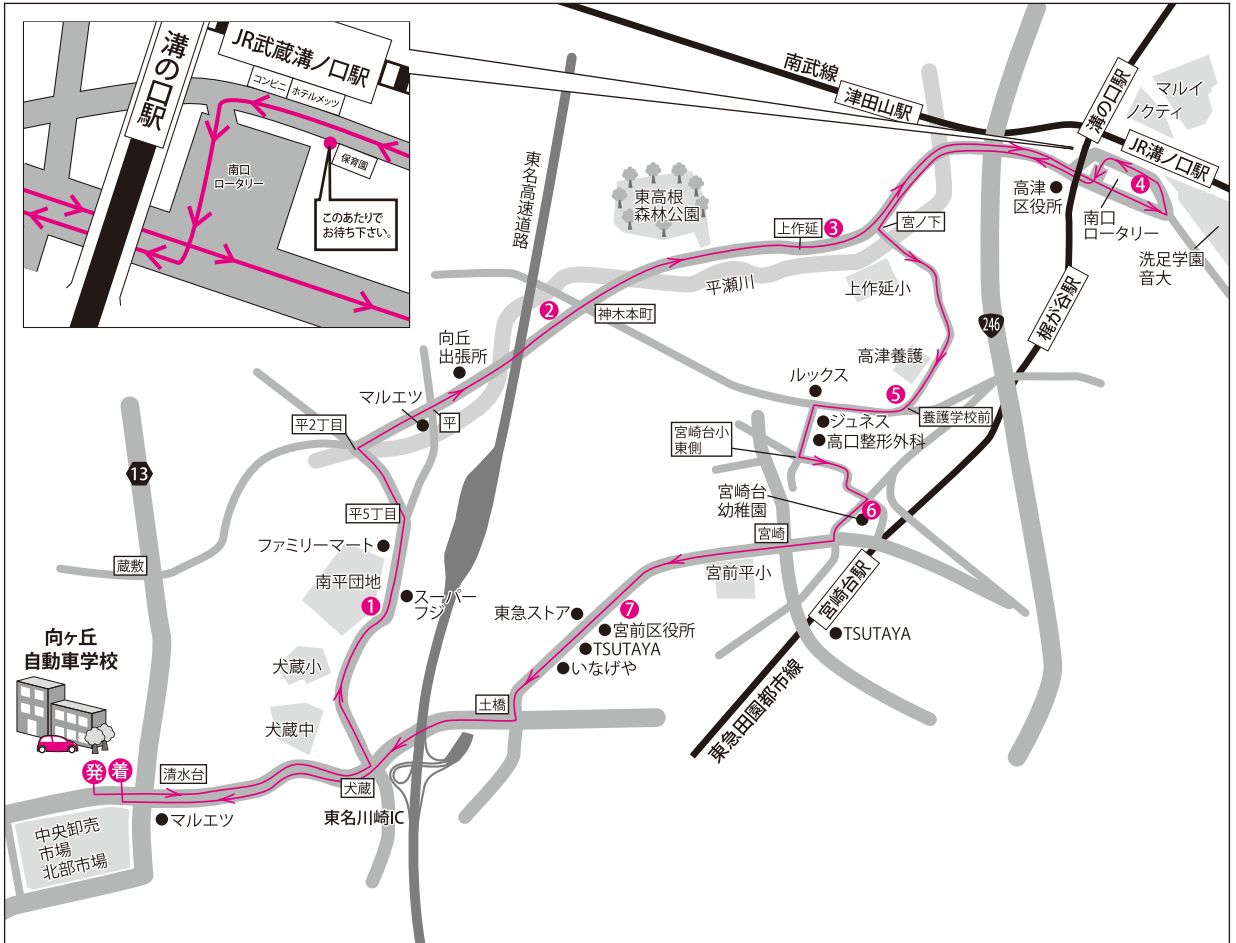 溝の口駅
JR武蔵溝ノ口駅
コンビニ
ホテルメッツ
保育園
南口
ロータリー
このあたりで
お待ち下さい。
東名高速道路
南武線
津田山駅
溝の口駅
マルイ
ノクティ
JR溝ノ口駅
4
高津
区役所
南口
ロータリー
洗足学園
音大
東高根
森林公園
上作延
3
宮ノ下
平瀬川
上作延小
246
梶が谷駅
2
神木本町
向丘
出張所
マルエツ
平
平2丁目
高津養護
ルックス
5
養護学校前
ジュネス
高口整形外科
宮崎台小
東側
宮崎台
幼稚園
6
13
平5丁目
ファミリーマート
南平団地
1
スーパー
フジ
蔵敷
宮崎
宮前平小
宮崎台駅
TSUTAYA
東急田園都市線
東急ストア
7
宮前区役所
TSUTAYA
いなげや
土橋
向ヶ丘
自動車学校
犬蔵小
犬蔵中
発
着
清水台
犬蔵
東名川崎IC
マルエツ
中央卸売
市場
北部市場